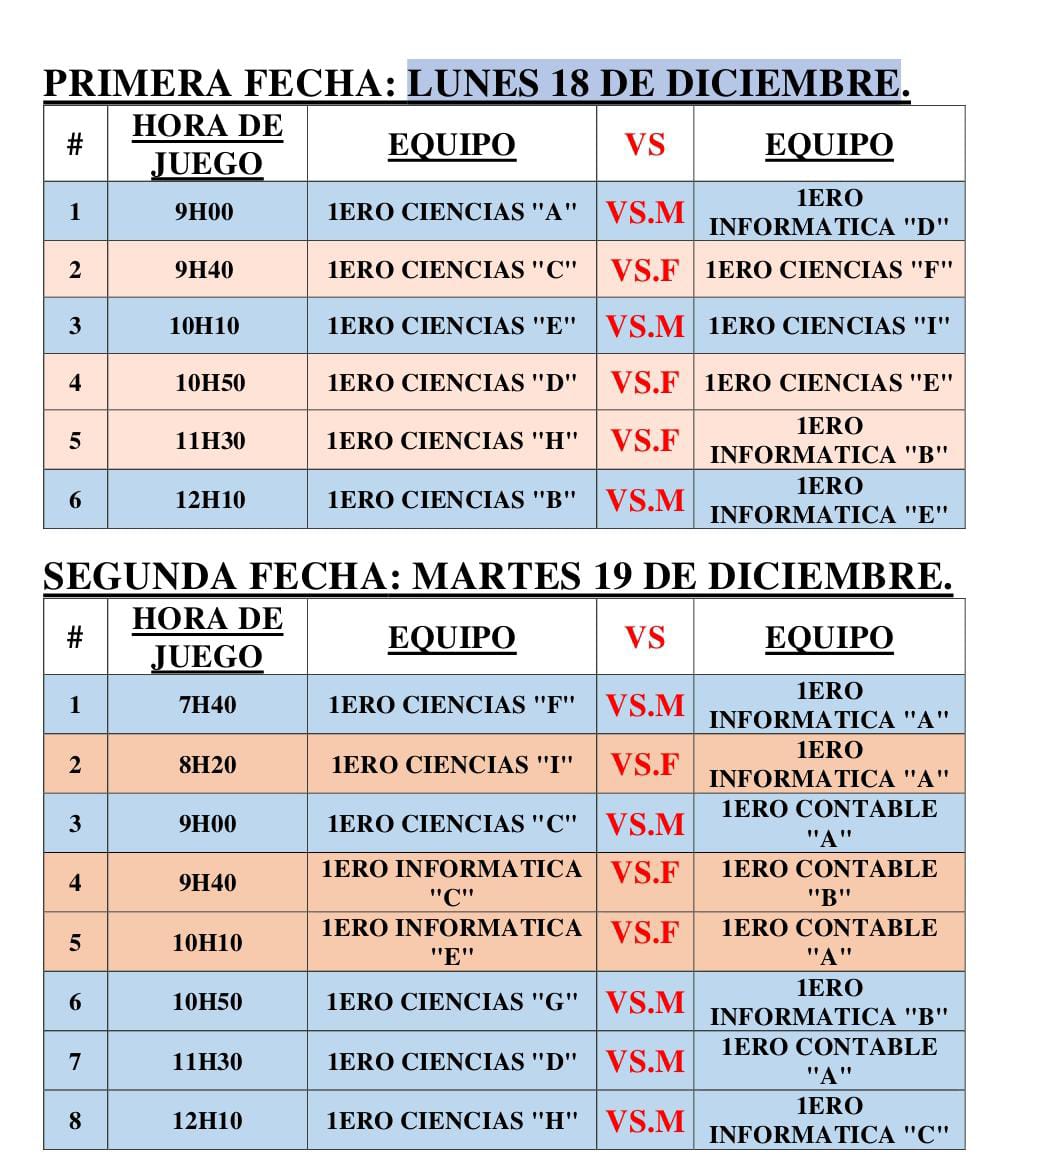 PRIMERA FECHA: LUNES 18 DE DICIEMBRE.
# HORA DE JUEGO EQUIPO VS EQUIPO
1 9H00 1ERO CIENCIAS "A" VS.M 1ERO INFORMATICA "D"
2 9H40 1ERO CIENCIAS "C" VS.F 1ERO CIENCIAS "F"
3 10H10 1ERO CIENCIAS "E" VS.M 1ERO CIENCIAS "I"
4 10H50 1ERO CIENCIAS "D" VS.F 1ERO CIENCIAS "E"
5 11H30 1ERO CIENCIAS "H" VS.F 1ERO INFORMATICA "B"
6 12H10 1ERO CIENCIAS "B" VS.M 1ERO INFORMATICA "E"
SEGUNDA FECHA: MARTES 19 DE DICIEMBRE.
# HORA DE JUEGO EQUIPO VS EQUIPO
1 7H40 1ERO CIENCIAS "F" VS.M 1ERO INFORMATICA "A"
2 8H20 1ERO CIENCIAS "I" VS.F 1ERO INFORMATICA "A"
3 9H00 1ERO CIENCIAS "C" VS.M 1ERO CONTABLE "A"
4 9H40 1ERO INFORMATICA "C" VS.F 1ERO CONTABLE "B"
5 10H10 1ERO INFORMATICA "E" VS.F 1ERO CONTABLE "A"
6 10H50 1ERO CIENCIAS "G" VS.M 1ERO INFORMATICA "B"
7 11H30 1ERO CIENCIAS "D" VS.M 1ERO CONTABLE "A"
8 12H10 1ERO CIENCIAS "H" VS.M 1ERO INFORMATICA "C"